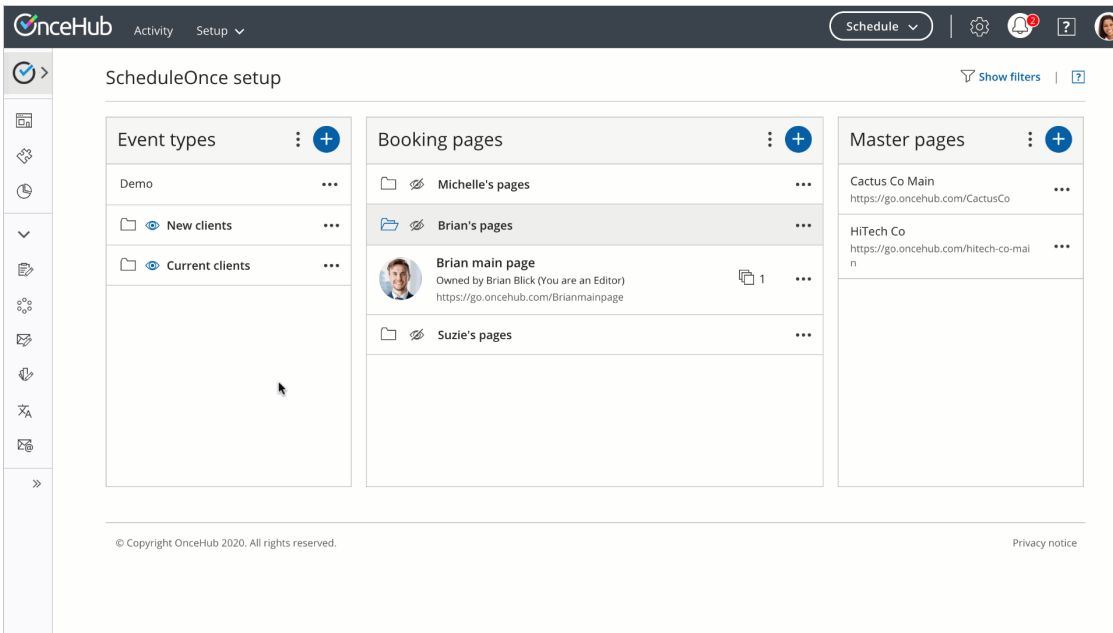 OnceHub Activity Setup Schedule 2 ?
ScheduleOnce setup Show filters | ?
Event types
Demo
New clients
Current clients
Booking pages
Michelle's pages
Brian's pages
Brian main page
Owned by Brian Blick (You are an Editor) 1
https://go.oncehub.com/Brianmainpage
Suzie's pages
Master pages
Cactus Co Main
https://go.oncehub.com/CactusCo
HiTech Co
https://go.oncehub.com/hitech-co-mai
n
© Copyright OnceHub 2020. All rights reserved. Privacy notice